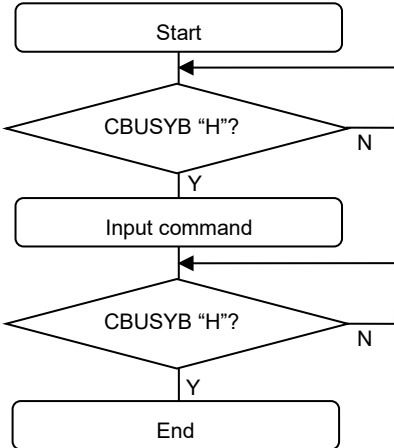 Start
CBUSYB “H”?
N
Y
Input command
CBUSYB “H”?
N
Y
End